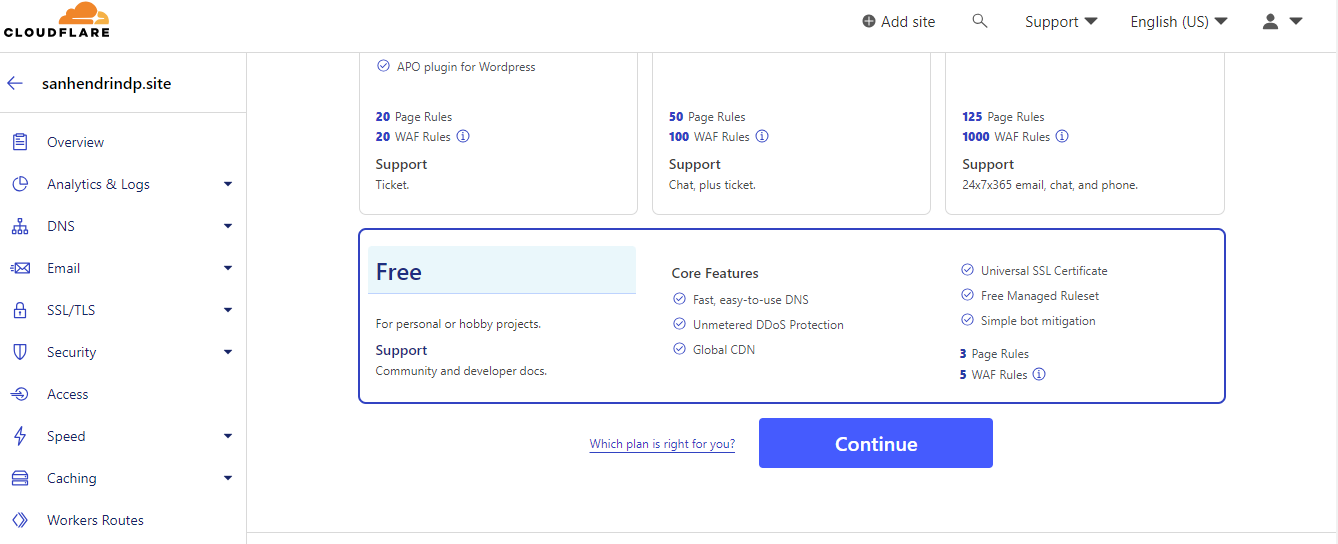 CLOUDFLARE
Add site
Support
English (US)
sanhendrindp.site
Overview
Analytics & Logs
DNS
Email
SSL/TLS
Security
Access
Speed
Caching
Workers Routes
APO plugin for Wordpress
20 Page Rules
20 WAF Rules
Support
Ticket.
50 Page Rules
100 WAF Rules
Support
Chat, plus ticket.
125 Page Rules
1000 WAF Rules
Support
24x7x365 email, chat, and phone.
Free
For personal or hobby projects.
Support
Community and developer docs.
Core Features
Fast, easy-to-use DNS
Unmetered DDoS Protection
Global CDN
Universal SSL Certificate
Free Managed Ruleset
Simple bot mitigation
3 Page Rules
5 WAF Rules
Which plan is right for you?
Continue